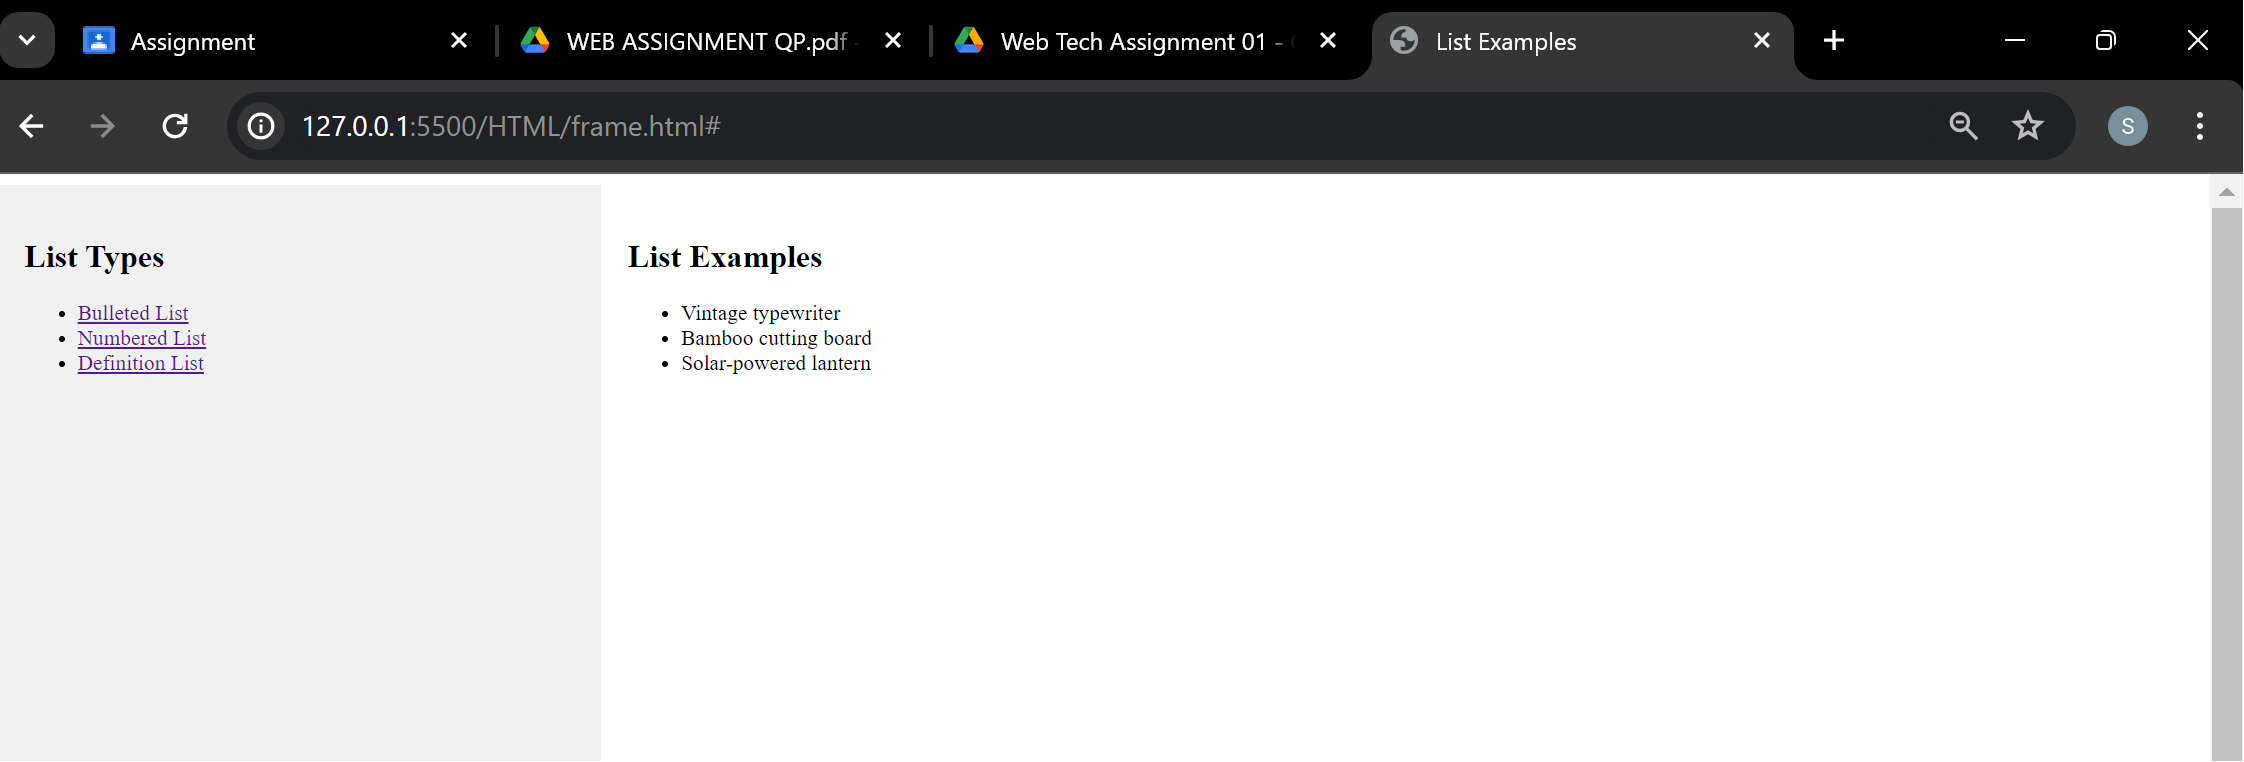 Assignment
WEB ASSIGNMENT QP.pdf
Web Tech Assignment 01 -
List Examples
127.0.0.1:5500/HTML/frame.html#
S
List Types
Bulleted List
Numbered List
Definition List
List Examples
Vintage typewriter
Bamboo cutting board
Solar-powered lantern